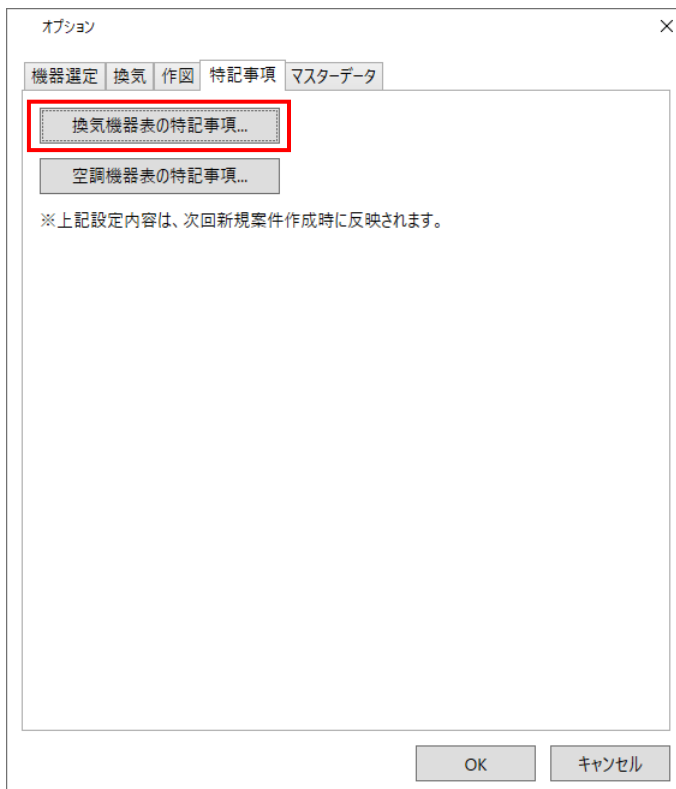 オプション
機器選定 換気 作図 特記事項 マスターデータ
換気機器表の特記事項...
空調機器表の特記事項...
※上記設定内容は、次回新規案件作成時に反映されます。
OK キャンセル